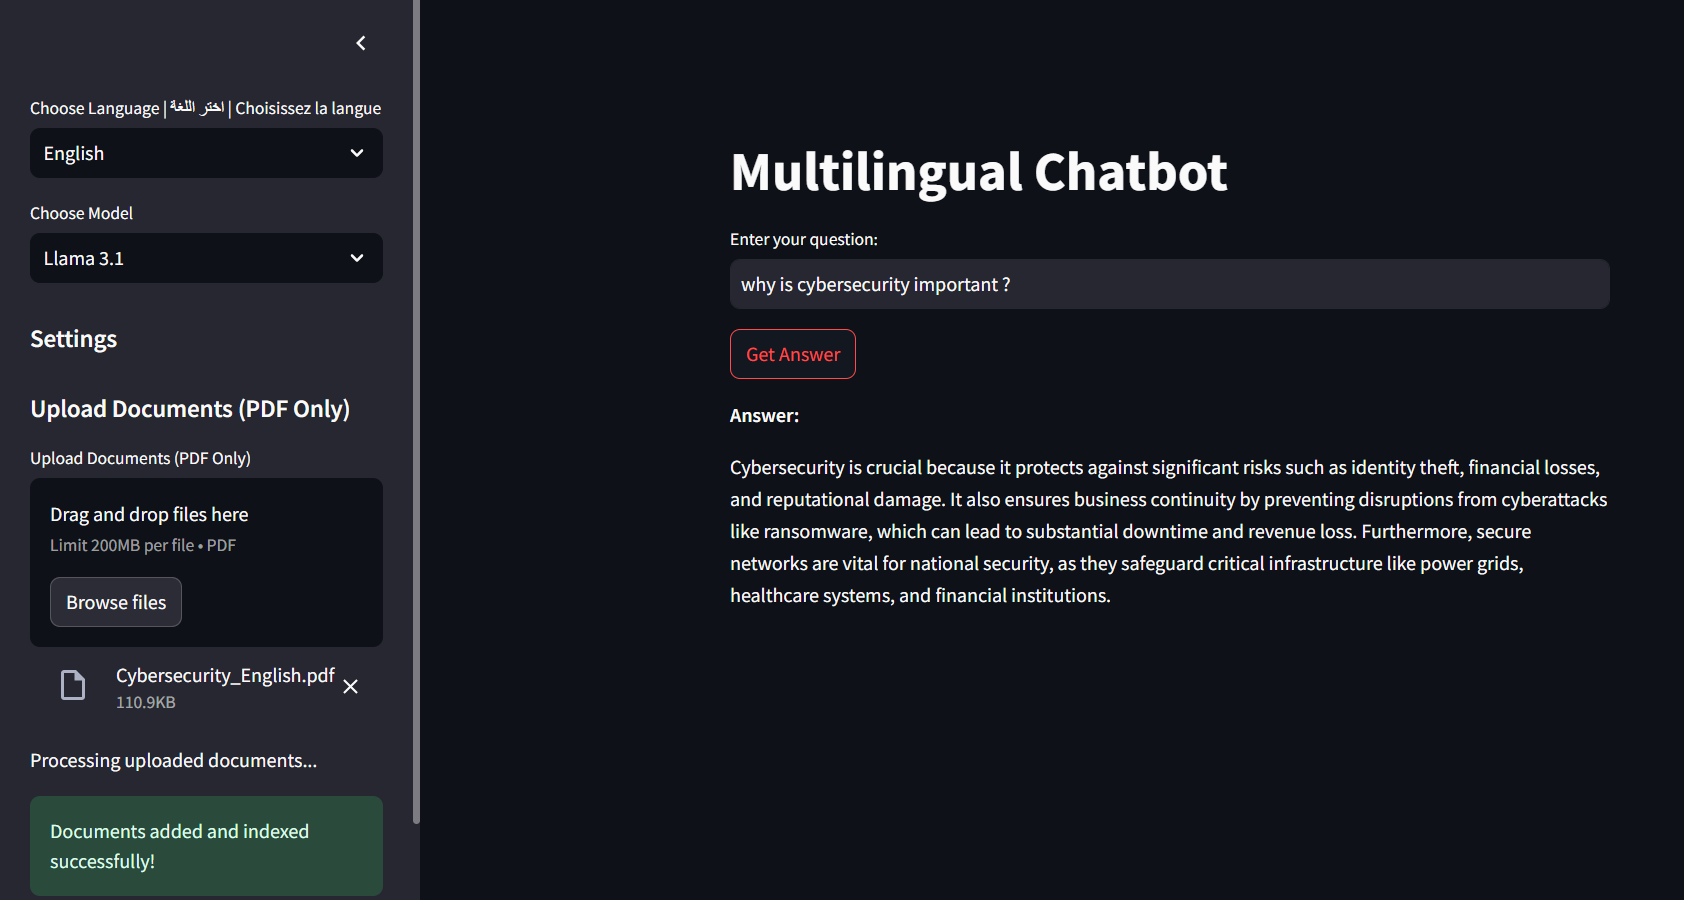 Choose Language | اختر اللغة | Choisissez la langue
English
Choose Model
Llama 3.1
Settings
Upload Documents (PDF Only)
Upload Documents (PDF Only)
Drag and drop files here
Limit 200MB per file • PDF
Browse files
Cybersecurity_English.pdf
110.9KB
Processing uploaded documents...
Documents added and indexed
successfully!
Multilingual Chatbot
Enter your question:
why is cybersecurity important ?
Get Answer
Answer:
Cybersecurity is crucial because it protects against significant risks such as identity theft, financial losses,
and reputational damage. It also ensures business continuity by preventing disruptions from cyberattacks
like ransomware, which can lead to substantial downtime and revenue loss. Furthermore, secure
networks are vital for national security, as they safeguard critical infrastructure like power grids,
healthcare systems, and financial institutions.